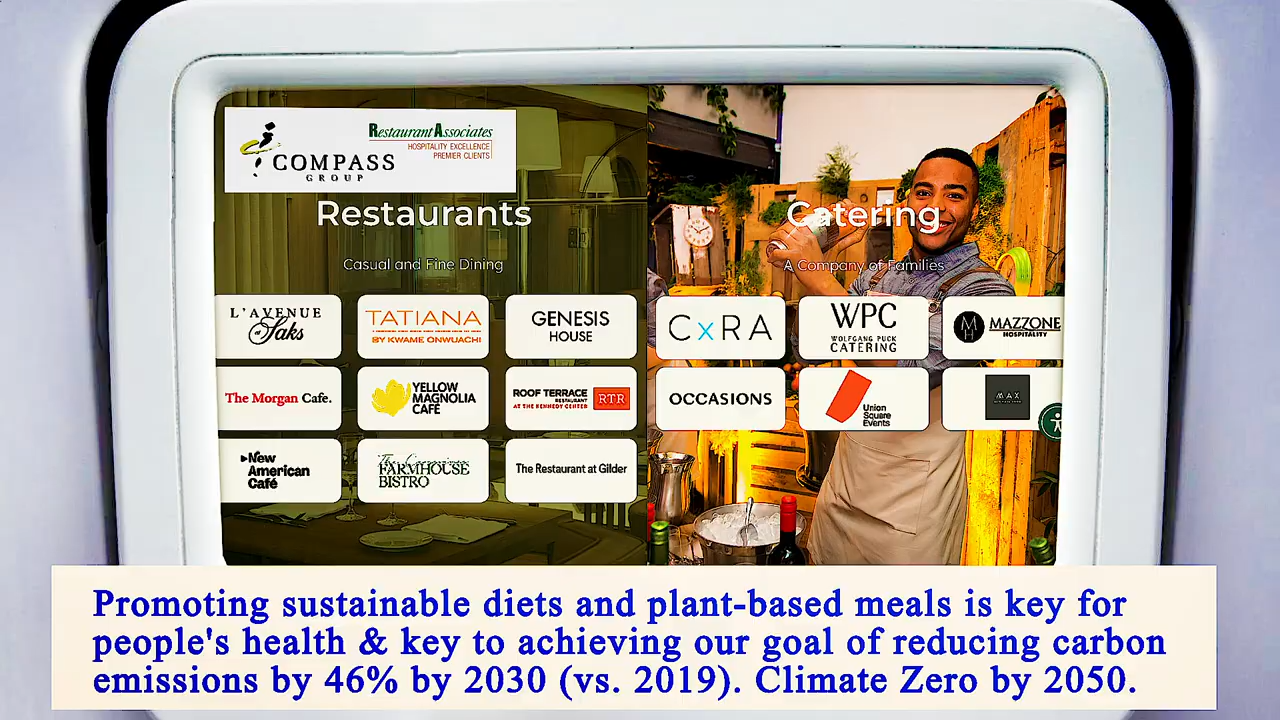 COMPASS
GROUP
Restaurant Associates
HOSPITALITY EXCELLENCE
PREMIER CLIENTS
Restaurants
Casual and Fine Dining
L'AVENUE
Saks
TATIANA
BY KWAME ONWUACHI
GENESIS
HOUSE
The Morgan Cafe.
YELLOW
MAGNOLIA
CAFÉ
ROOF TERRACE
RESTAURANT
AT THE KENNEDY CENTER
RTR
New
American
Café
FARMHOUSE
BISTRO
The Restaurant at Gilder
Catering
A Company of Families
CxRA
WPC
WOLFGANG PUCK
CATERING
MH
MAZZONE
HOSPITALITY
OCCASIONS
Union
Square
Events
MAX
Promoting sustainable diets and plant-based meals is key for
people's health & key to achieving our goal of reducing carbon
emissions by 46% by 2030 (vs. 2019). Climate Zero by 2050.